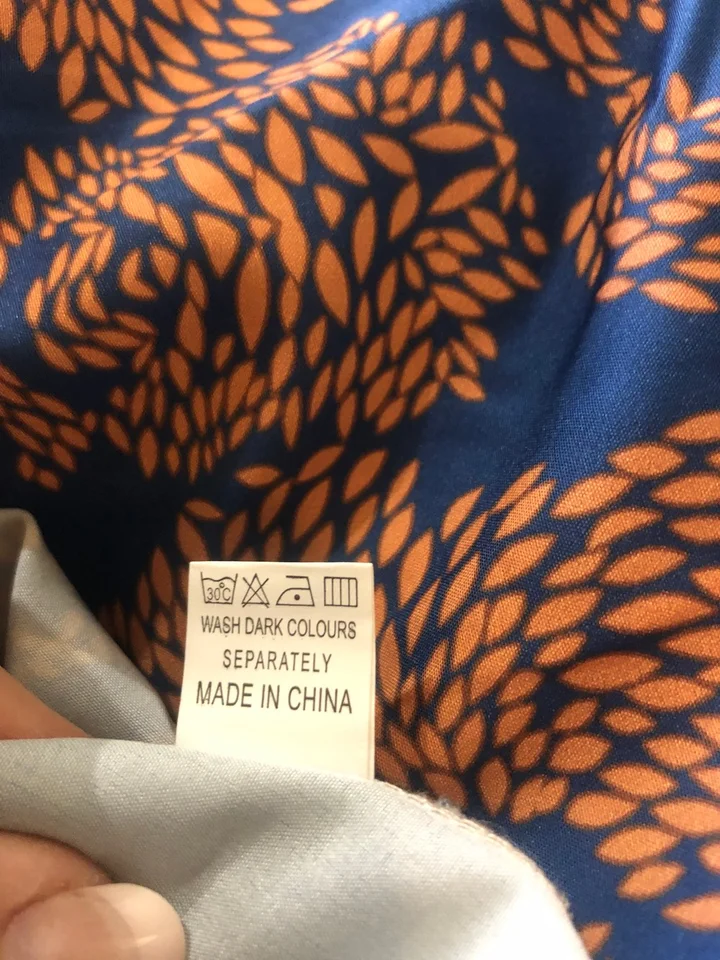 30°C
WASH DARK COLOURS
SEPARATELY
MADE IN CHINA